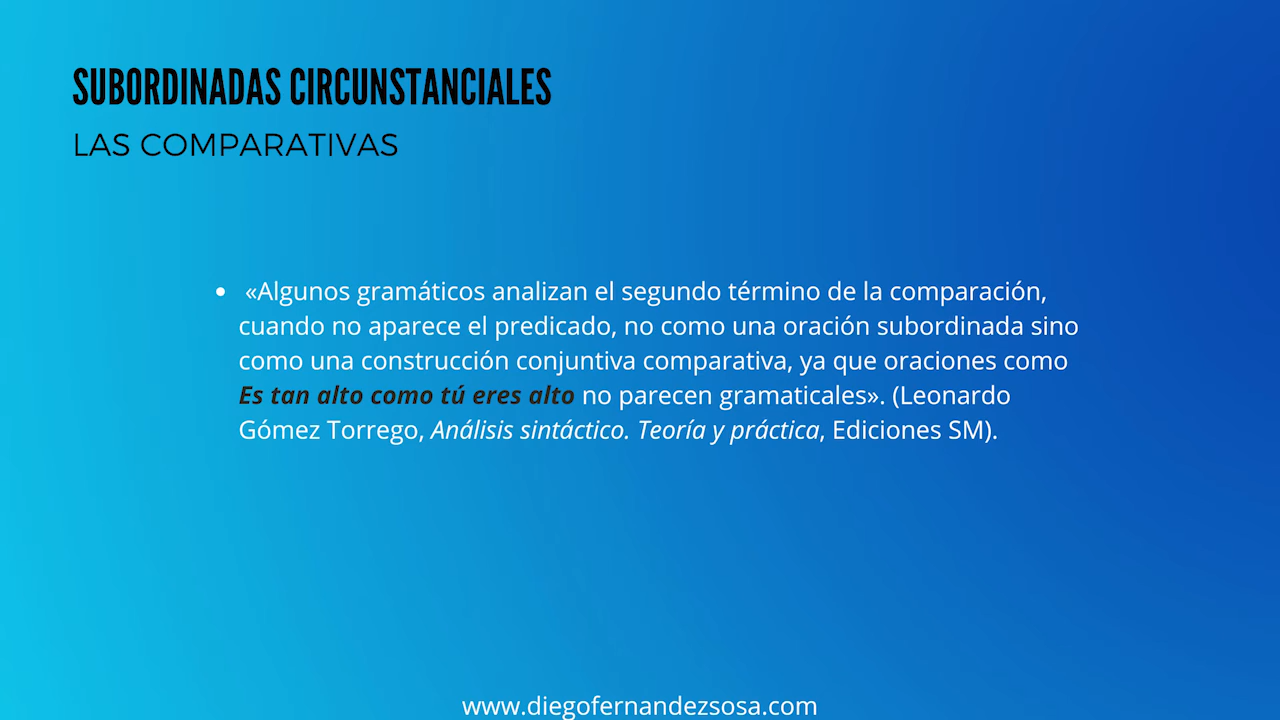 SUBORDINADAS CIRCUNSTANCIALES
LAS COMPARATIVAS
• «Algunos gramáticos analizan el segundo término de la comparación,
cuando no aparece el predicado, no como una oración subordinada sino
como una construcción conjuntiva comparativa, ya que oraciones como
Es tan alto como tú eres alto no parecen gramaticales». (Leonardo
Gómez Torrego, Análisis sintáctico. Teoría y práctica, Ediciones SM).
www.diegofernandezsosa.com